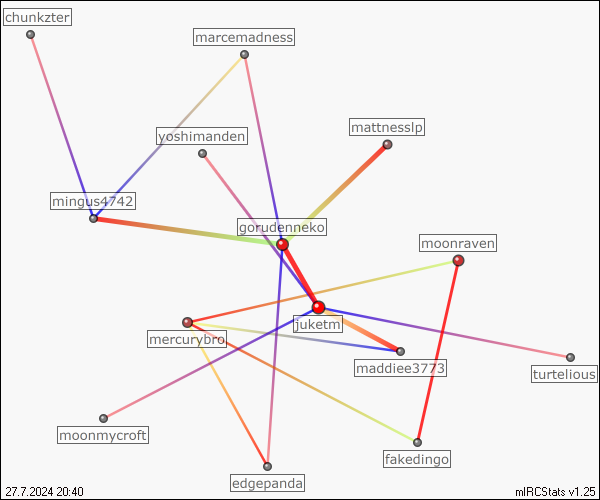 chunkzter
marcemadness
mattnesslp
yoshimanden
mingus4742
gorudenneko
moonraven
juketm
mercurybro
maddiee3773
turtelious
moonmycroft
fakedingo
edgepanda
27.7.2024 20:40
mIRCStats v1.25